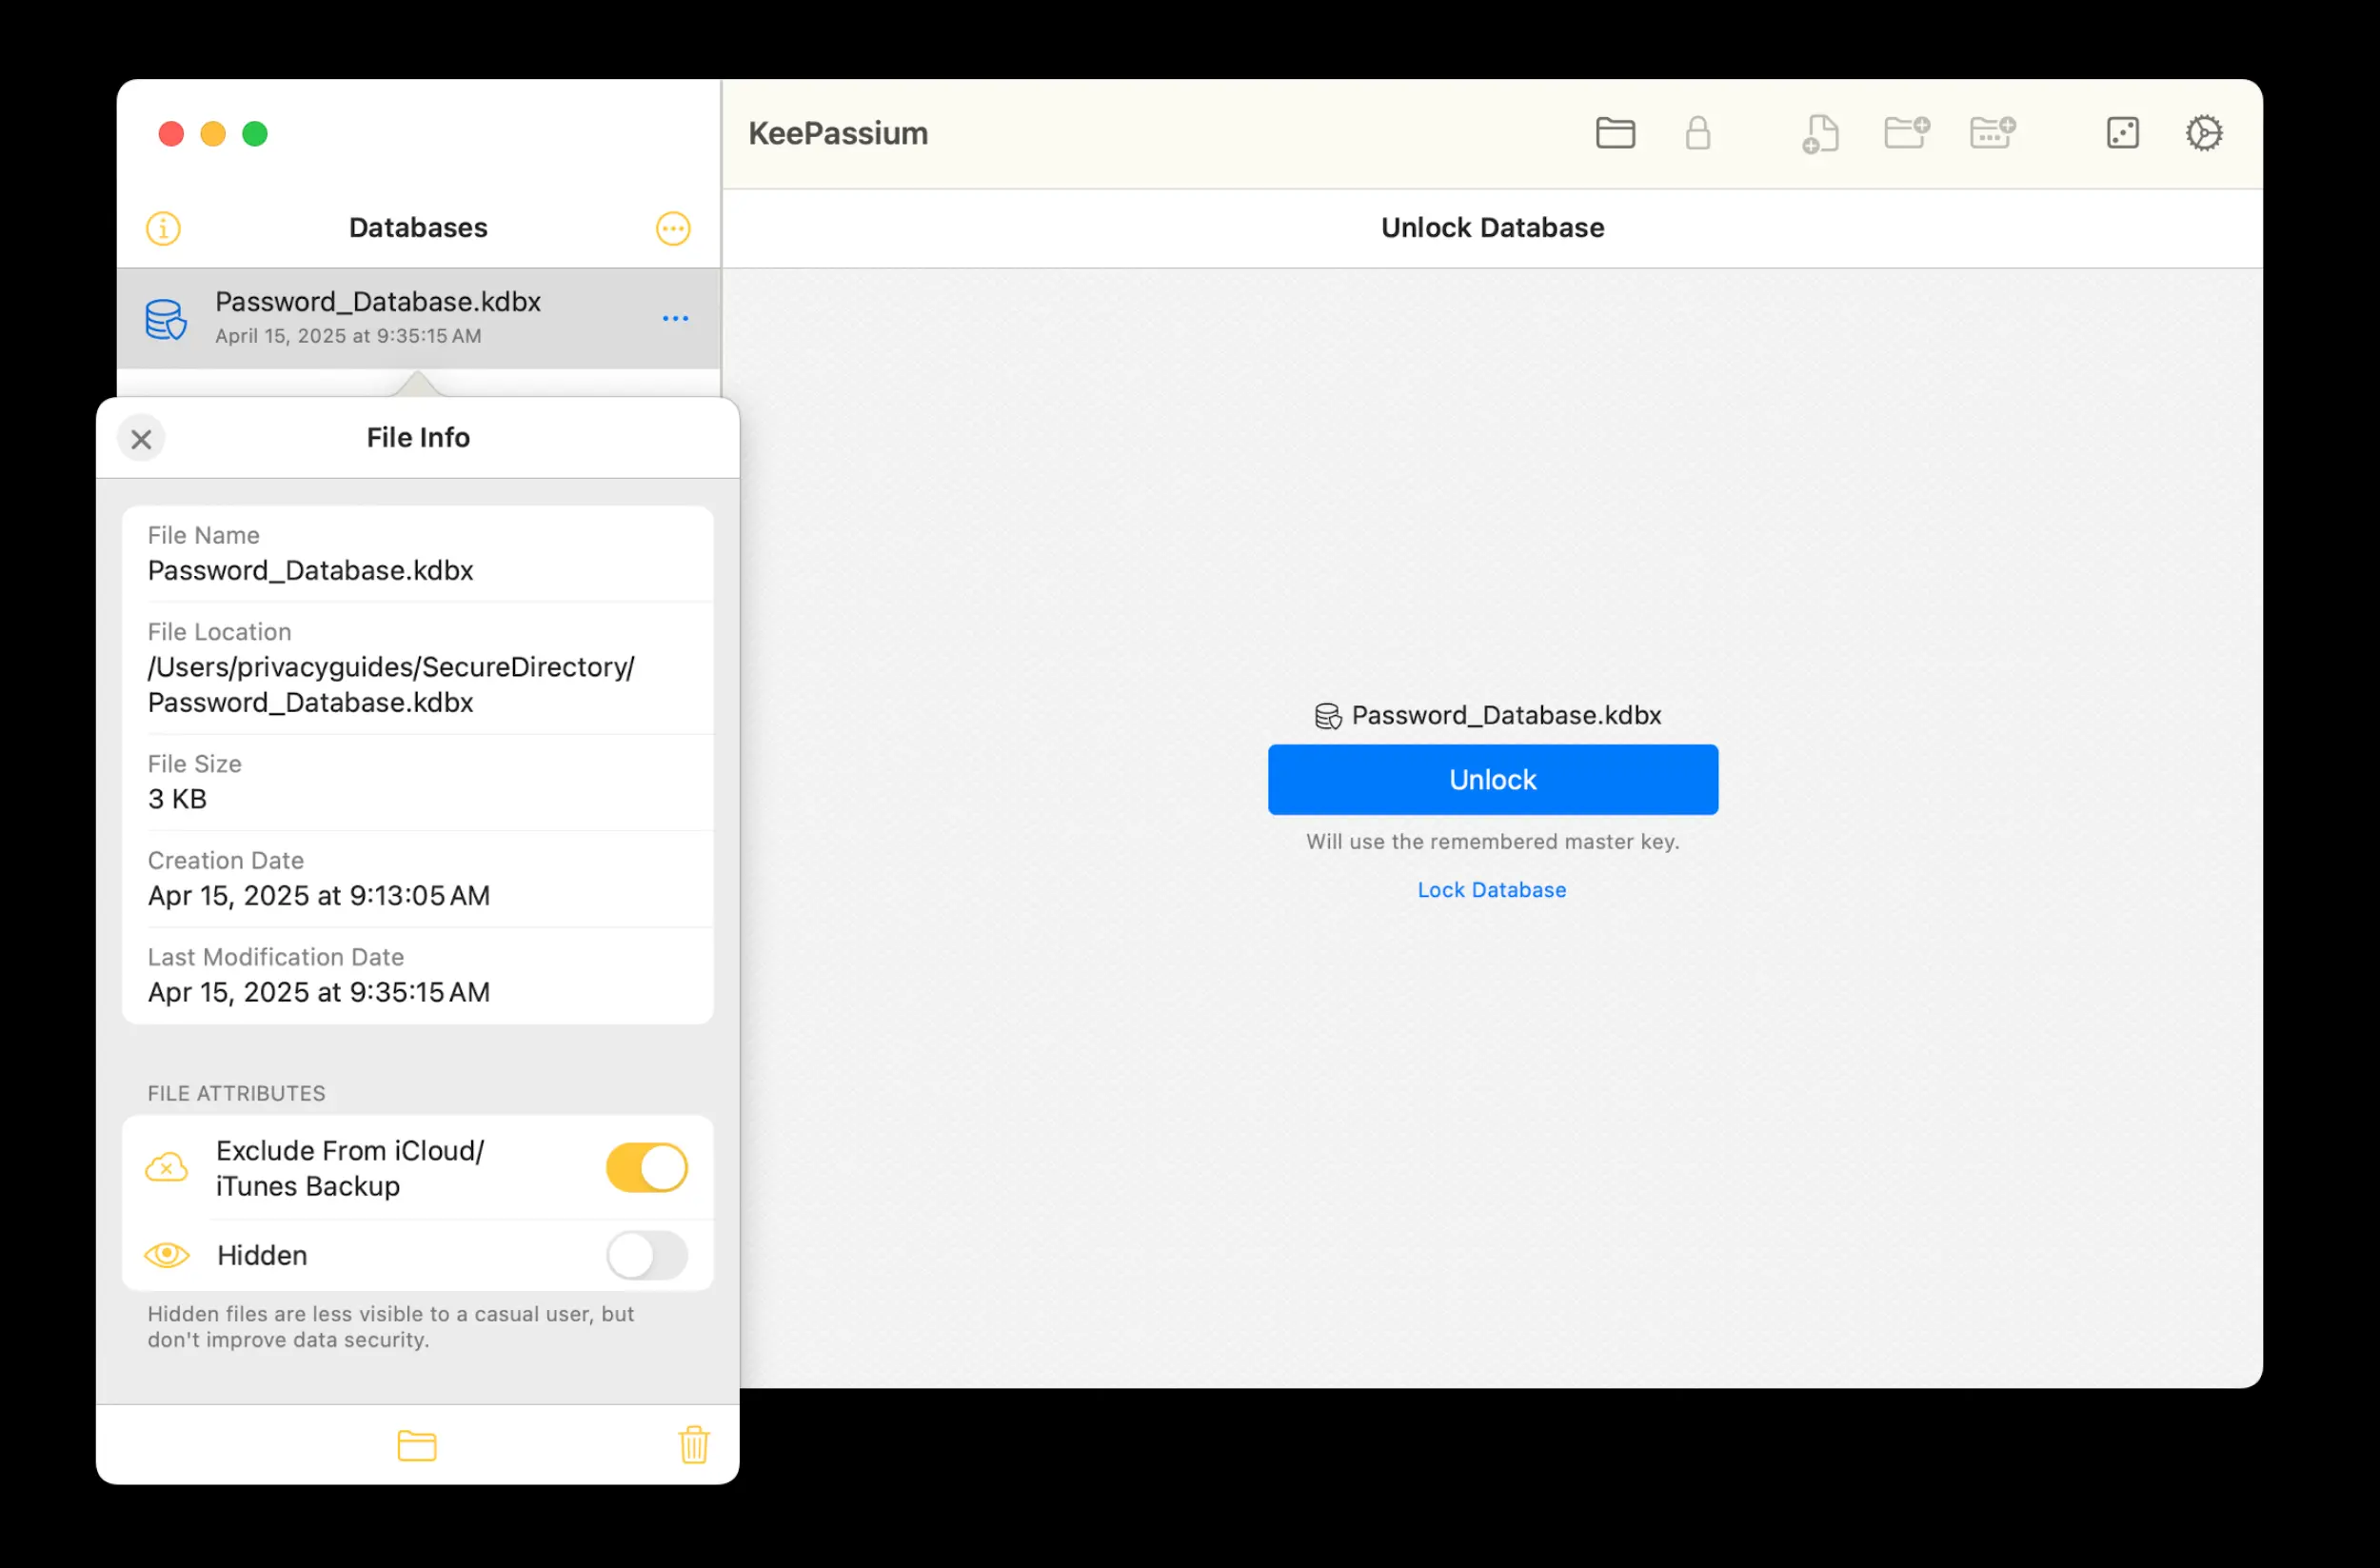 KeePassium
Databases
Unlock Database
Password_Database.kdbx
April 15, 2025 at 9:35:15 AM
File Info
File Name
Password_Database.kdbx
File Location
/Users/privacyguides/SecureDirectory/
Password_Database.kdbx
File Size
3 KB
Creation Date
Apr 15, 2025 at 9:13:05 AM
Last Modification Date
Apr 15, 2025 at 9:35:15 AM
FILE ATTRIBUTES
Exclude From iCloud/
iTunes Backup
Hidden
Hidden files are less visible to a casual user, but
don't improve data security.
Password_Database.kdbx
Unlock
Will use the remembered master key.
Lock Database